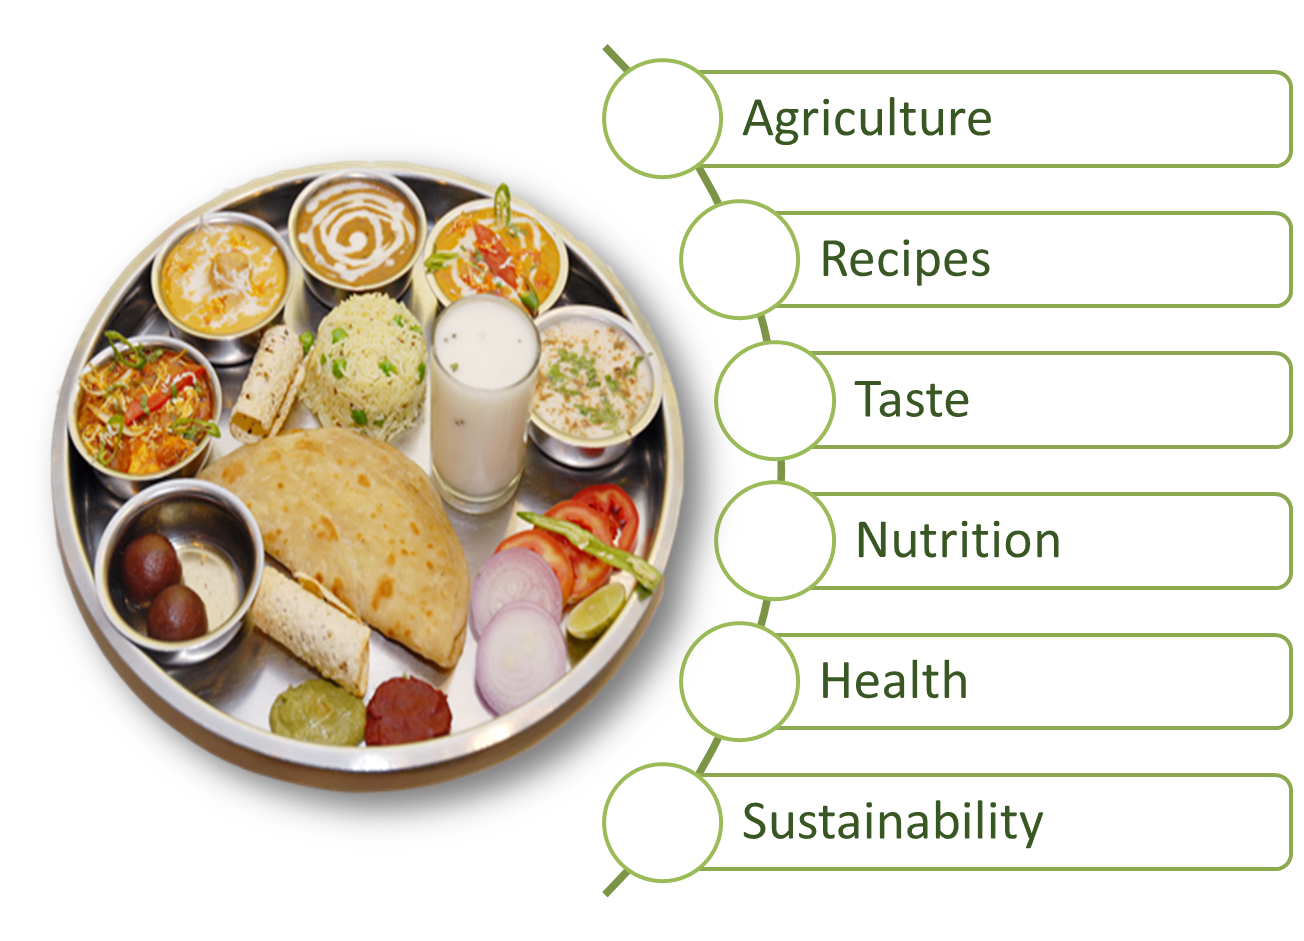 Agriculture
Recipes
Taste
Nutrition
Health
Sustainability